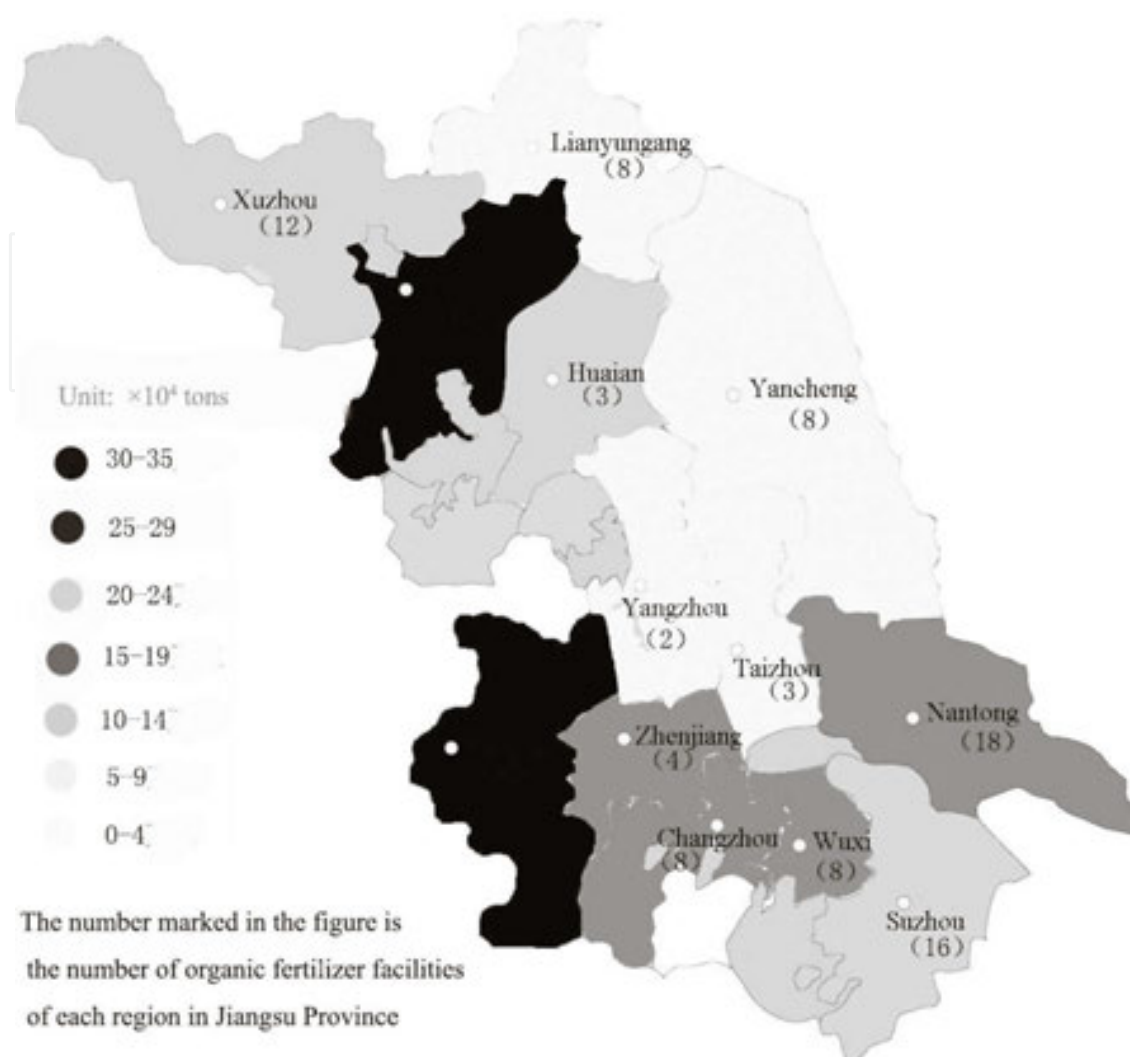 Lianyungang
(8)
Xuzhou
(12)
Huaian
(3)
Yancheng
(8)
Unit: ×10⁴ tons
30-35
25-29
20-24
15-19
10-14
5-9
0-4
Yangzhou
(2)
Taizhou
(3)
Nantong
(18)
Zhenjiang
(4)
Changzhou
(8)
Wuxi
(8)
Suzhou
(16)
The number marked in the figure is
the number of organic fertilizer facilities
of each region in Jiangsu Province